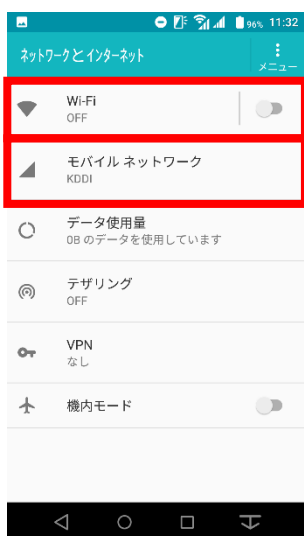 96% 11:32
ネットワークとインターネット
メニュー
Wi-Fi
OFF
モバイル ネットワーク
KDDI
データ使用量
0B のデータを使用しています
テザリング
OFF
VPN
なし
機内モード